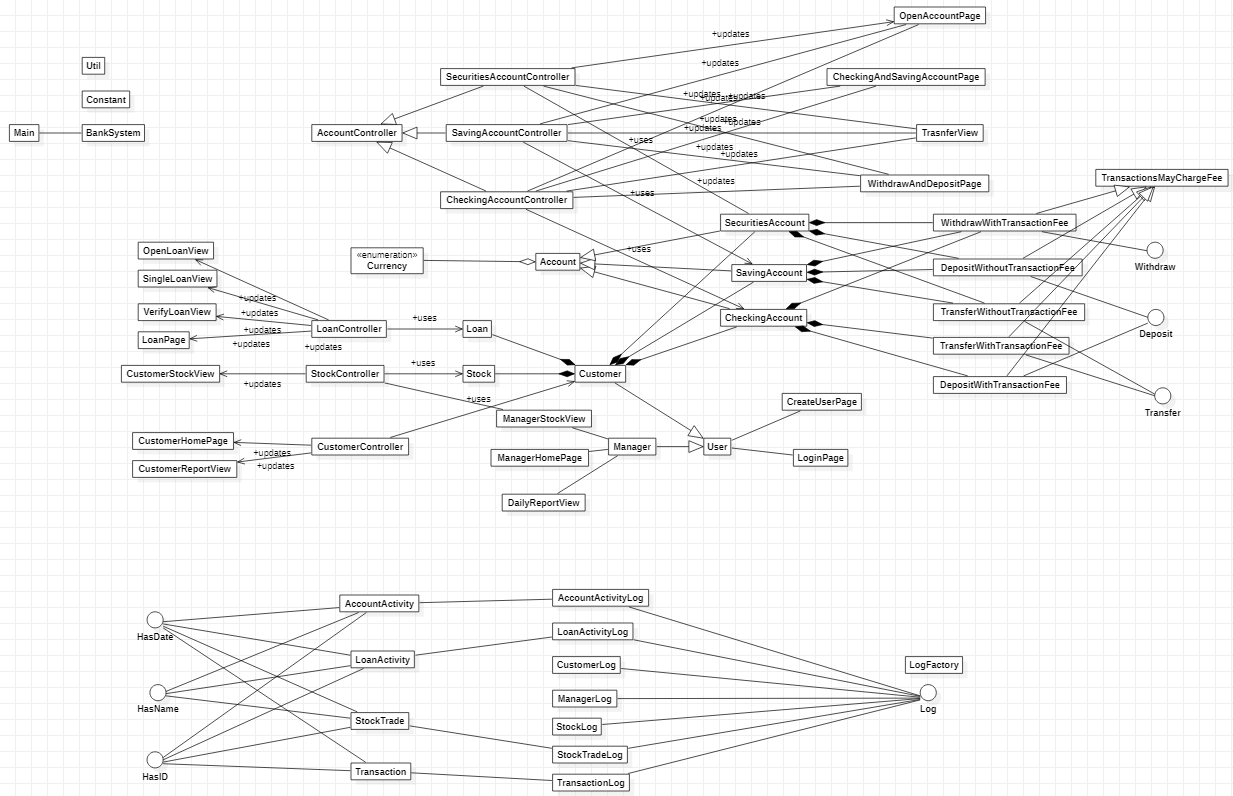 OpenAccountPage
+updates
Util
+updates
SecuritiesAccountController
CheckingAndSavingAccountPage
Constant
+updates
+updates
+updates
Main
BankSystem
AccountController
SavingAccountController
+updates
+updates
+updates
TrasnferView
+uses
+updates
+updates
TransactionsMayChargeFee
+updates
WithdrawAndDepositPage
+uses
CheckingAccountController
SecuritiesAccount
WithdrawWithTransactionFee
OpenLoanView
+uses
«enumeration»
Currency
Account
Withdraw
SingleLoanView
SavingAccount
DepositWithoutTransactionFee
+updates
VerifyLoanView
+updates
TransferWithoutTransactionFee
+uses
CheckingAccount
LoanController
Loan
+updates
Deposit
LoanPage
+updates
+updates
TransferWithTransactionFee
+uses
CustomerStockView
StockController
Stock
Customer
+updates
DepositWithTransactionFee
+uses
CreateUserPage
Transfer
ManagerStockView
CustomerHomePage
CustomerController
Manager
User
+updates
ManagerHomePage
LoginPage
CustomerReportView
+updates
DailyReportView
AccountActivity
AccountActivityLog
HasDate
LoanActivityLog
LoanActivity
CustomerLog
LogFactory
ManagerLog
HasName
Log
StockTrade
StockLog
StockTradeLog
HasID
Transaction
TransactionLog